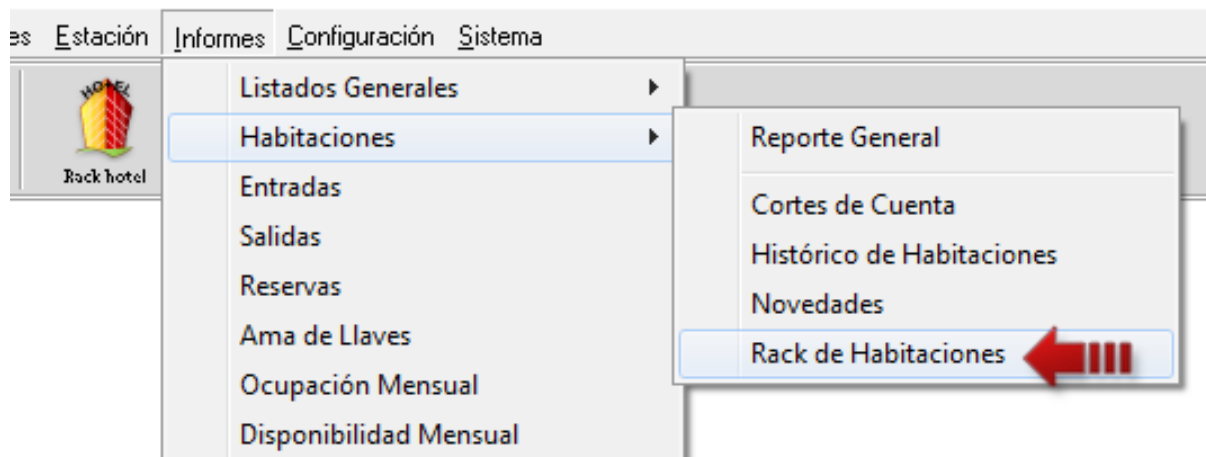 es Estación Informes Configuración Sistema
HOTEL
Rack hotel
Listados Generales
Habitaciones
Entradas
Salidas
Reservas
Ama de Llaves
Ocupación Mensual
Disponibilidad Mensual
Reporte General
Cortes de Cuenta
Histórico de Habitaciones
Novedades
Rack de Habitaciones